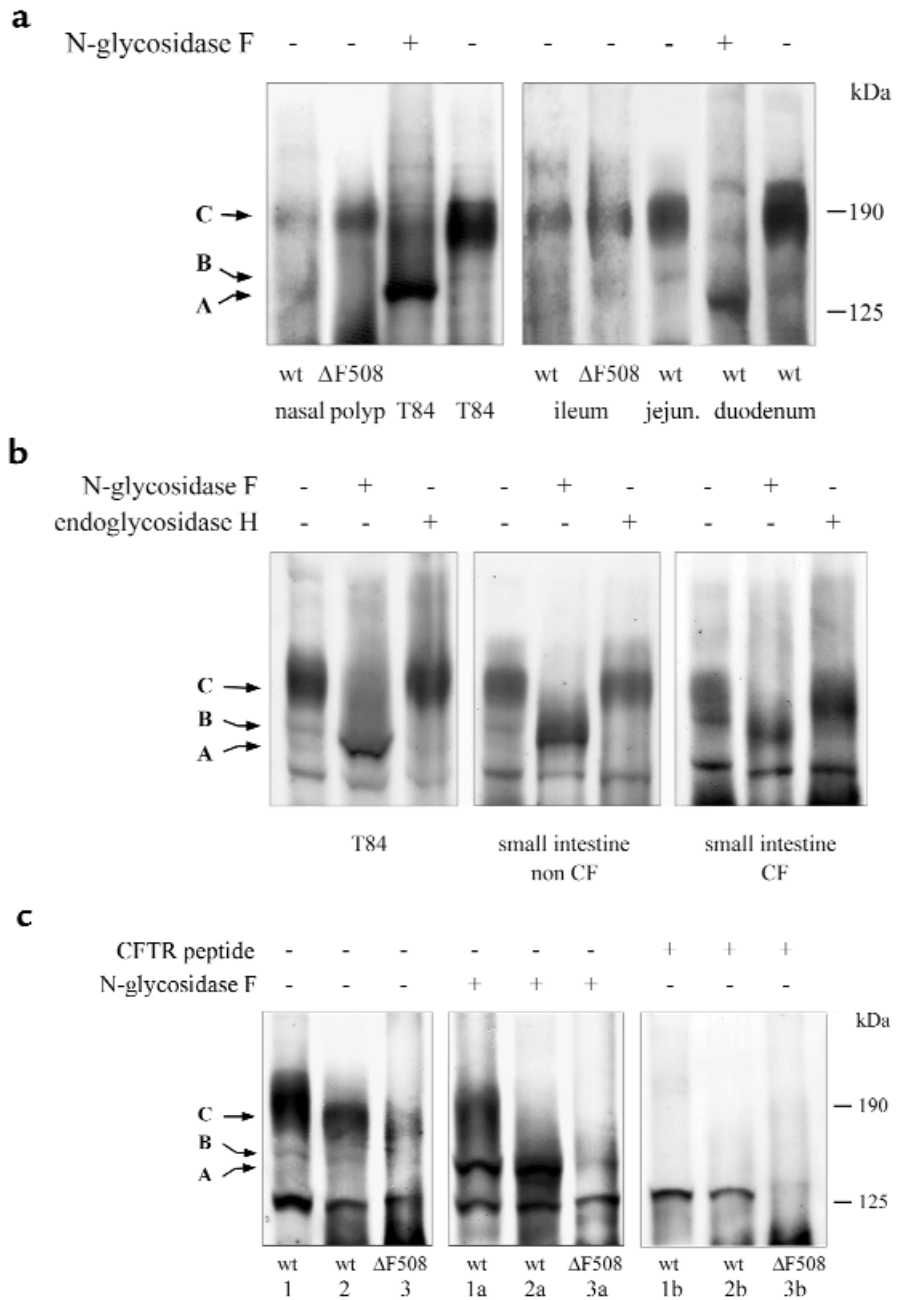 a
N-glycosidase F - - + - - - - + -
kDa
C
190
B
A
125
wt ΔF508 wt ΔF508 wt wt wt
nasal polyp T84 T84 ileum jejun. duodenum
b
N-glycosidase F - + - - + - - + -
endoglycosidase H - - + - - + - - +
C
B
A
T84 small intestine small intestine
non CF CF
c
CFTR peptide - - - - - - + + +
N-glycosidase F - - - + + + - - -
kDa
C
190
B
A
125
wt wt ΔF508 wt wt ΔF508 wt wt ΔF508
1 2 3 1a 2a 3a 1b 2b 3b